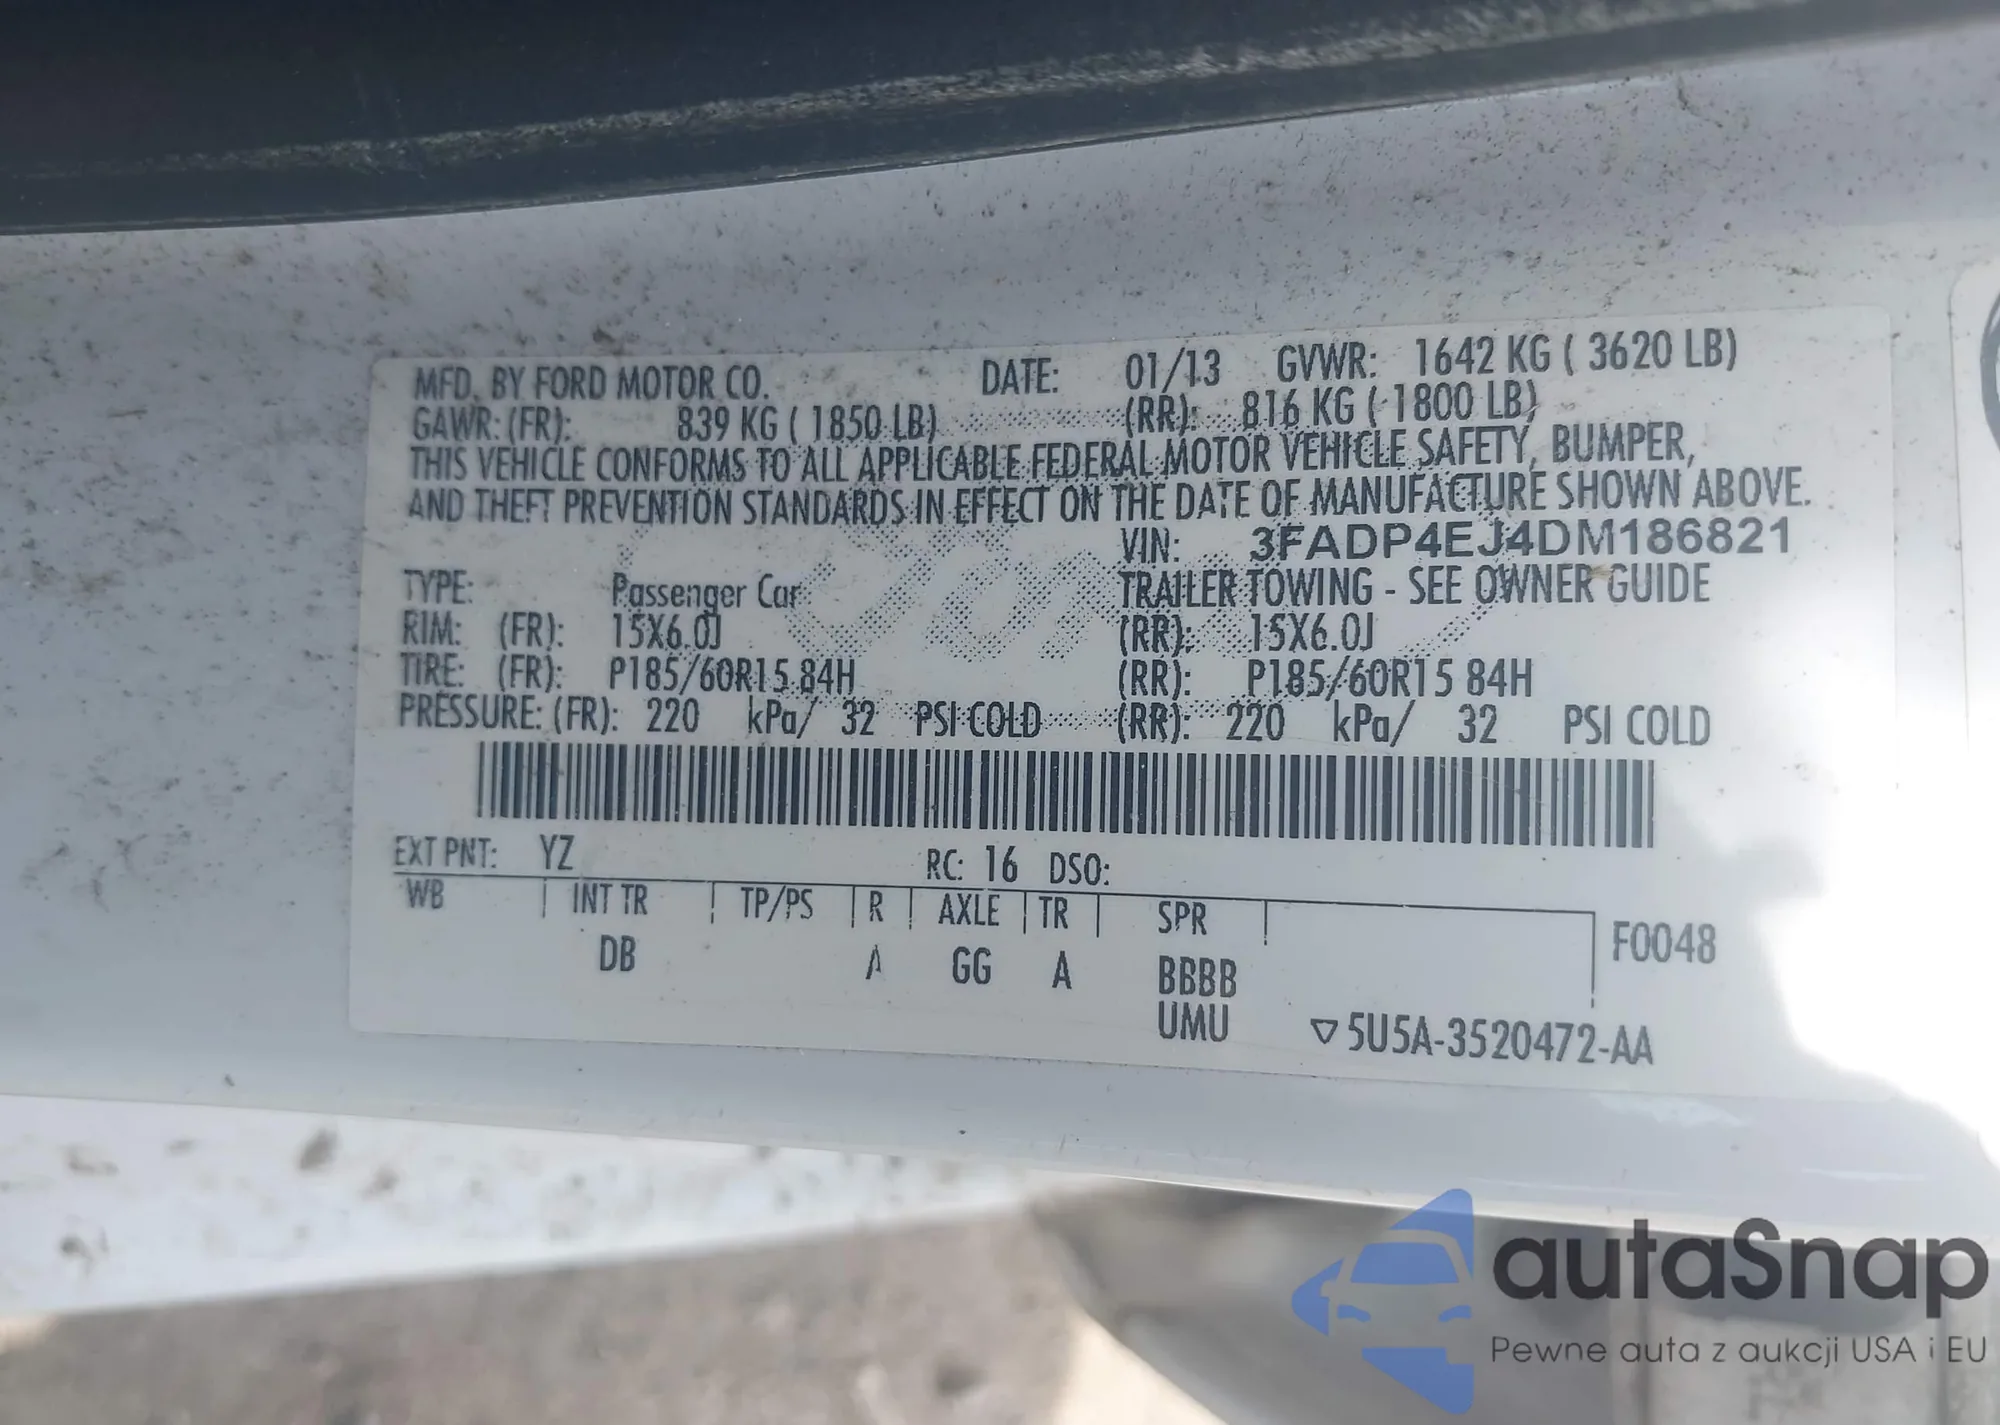 MFD. BY FORD MOTOR CO. DATE: 01/13 GVWR: 1642 KG ( 3620 LB)
GAWR: (FR): 839 KG ( 1850 LB) (RR): 816 KG ( 1800 LB)
THIS VEHICLE CONFORMS TO ALL APPLICABLE FEDERAL MOTOR VEHICLE SAFETY, BUMPER,
AND THEFT PREVENTION STANDARDS IN EFFECT ON THE DATE OF MANUFACTURE SHOWN ABOVE.
VIN: 3FADP4EJ4DM186821
TYPE: Passenger Car TRAILER TOWING - SEE OWNER GUIDE
RIM: (FR): 15X6.0J (RR): 15X6.0J
TIRE: (FR): P185/60R15 84H (RR): P185/60R15 84H
PRESSURE: (FR): 220 kPa/ 32 PSI COLD (RR): 220 kPa/ 32 PSI COLD
EXT PNT: YZ RC: 16 DSO:
WB INT TR TP/PS R AXLE TR SPR F0048
DB A GG A BBBB
UMU ▽5U5A-3520472-AA
autaSnap
Pewne auta z aukcji USA i EU